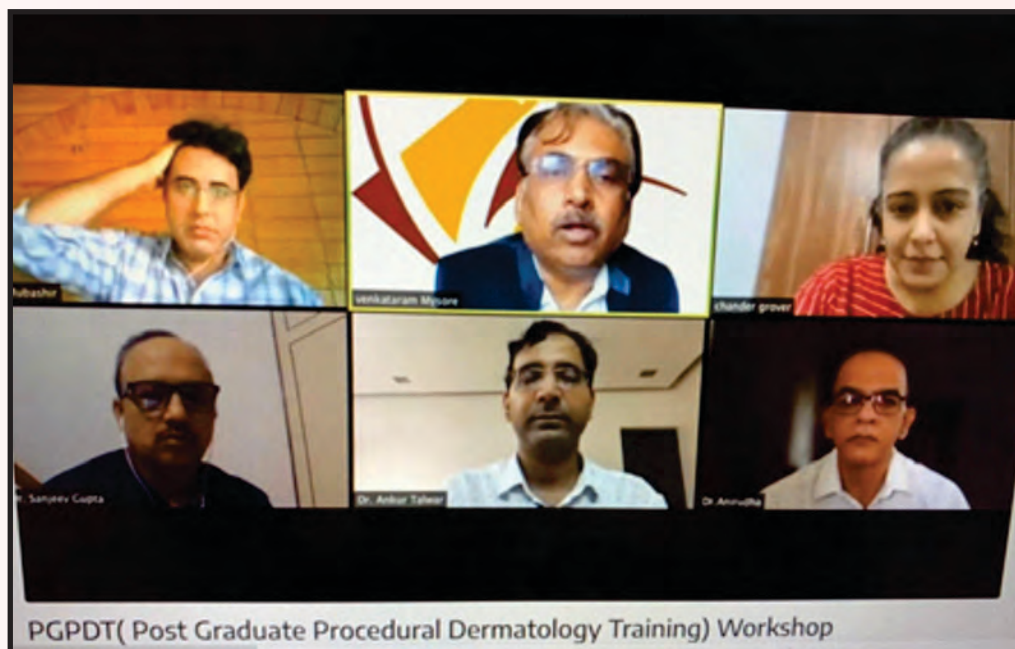 Mubashir
venkataram Mysore
chander grover
Dr. Sanjeev Gupta
Dr. Ankur Talwar
Dr Anirudha
PGPDT( Post Graduate Procedural Dermatology Training) Workshop